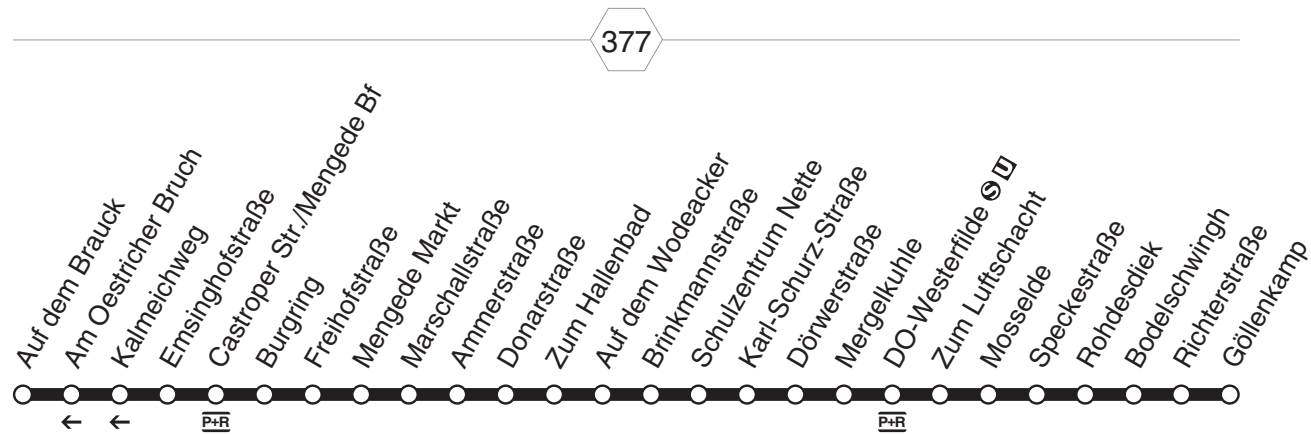 377
Auf dem Brauck
Am Oestricher Bruch
Kalmeichweg
Emsinghofstraße
Castroper Str./Mengede Bf
Burgring
Freihofstraße
Mengede Markt
Marschallstraße
Ammerstraße
Donarstraße
Zum Hallenbad
Auf dem Wodeacker
Brinkmannstraße
Schulzentrum Nette
Karl-Schurz-Straße
Dörwerstraße
Mergelkuhle
DO-Westerfilde S U
Zum Luftschacht
Mosselde
Speckestraße
Rohdesdiek
Bodelschwingh
Richterstraße
Göllenkamp
← ← P+R P+R